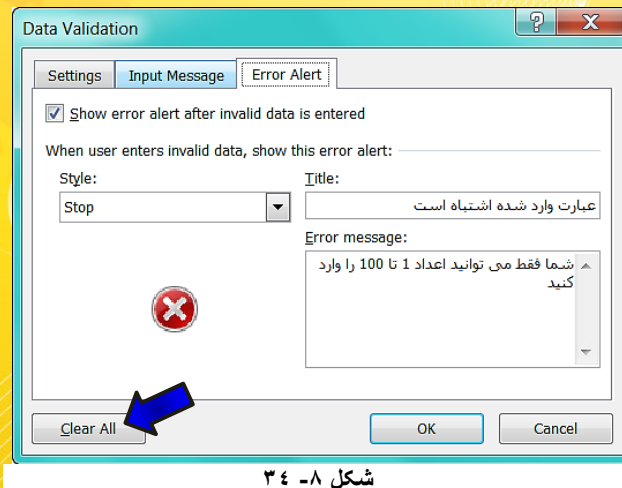 Data Validation
Settings Input Message Error Alert
Show error alert after invalid data is entered
When user enters invalid data, show this error alert:
Style: Title:
Stop عبارت وارد شده اشتباه است
Error message:
شما فقط می توانید اعداد 1 تا 100 را وارد
کنید
Clear All OK Cancel
شکل ۸- ۳٤